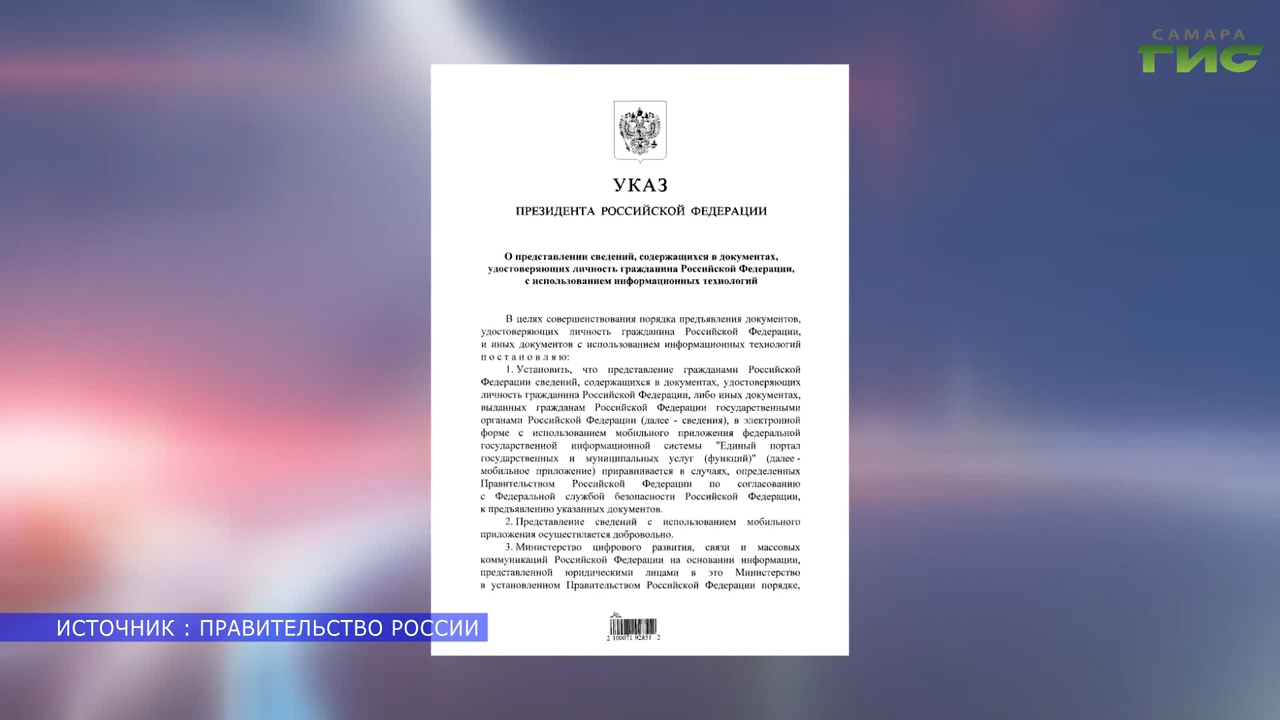 САМАРА
ГИС
УКАЗ
ПРЕЗИДЕНТА РОССИЙСКОЙ ФЕДЕРАЦИИ
О представлении сведений, содержащихся в документах,
удостоверяющих личность гражданина Российской Федерации,
с использованием информационных технологий
В целях совершенствования порядка предъявления документов,
удостоверяющих личность гражданина Российской Федерации,
и иных документов с использованием информационных технологий
п о с т а н о в л я ю:
1. Установить, что представление гражданами Российской
Федерации сведений, содержащихся в документах, удостоверяющих
личность гражданина Российской Федерации, либо иных документах,
выданных гражданам Российской Федерации государственными
органами Российской Федерации (далее - сведения), в электронной
форме с использованием мобильного приложения федеральной
государственной информационной системы "Единый портал
государственных и муниципальных услуг (функций)" (далее -
мобильное приложение) приравнивается в случаях, определенных
Правительством Российской Федерации по согласованию
с Федеральной службой безопасности Российской Федерации,
к предъявлению указанных документов.
2. Представление сведений с использованием мобильного
приложения осуществляется добровольно.
3. Министерство цифрового развития, связи и массовых
коммуникаций Российской Федерации на основании информации,
представленной юридическими лицами в это Министерство
в установленном Правительством Российской Федерации порядке,
ИСТОЧНИК : ПРАВИТЕЛЬСТВО РОССИИ
2 100071 92851 2